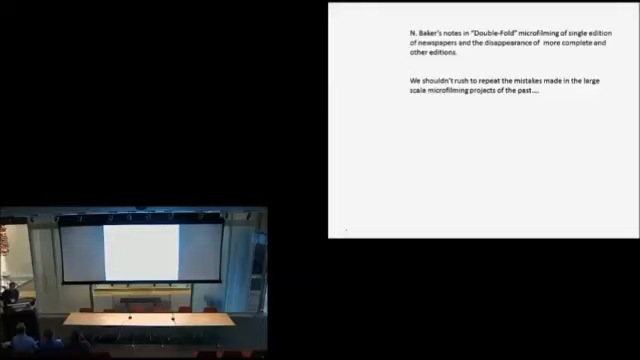 N. Baker's notes in "Double-Fold" microfilming of single edition
of newspapers and the disappearance of more complete and
other editions.
We shouldn't rush to repeat the mistakes made in the large
scala microfilming projects of the past....